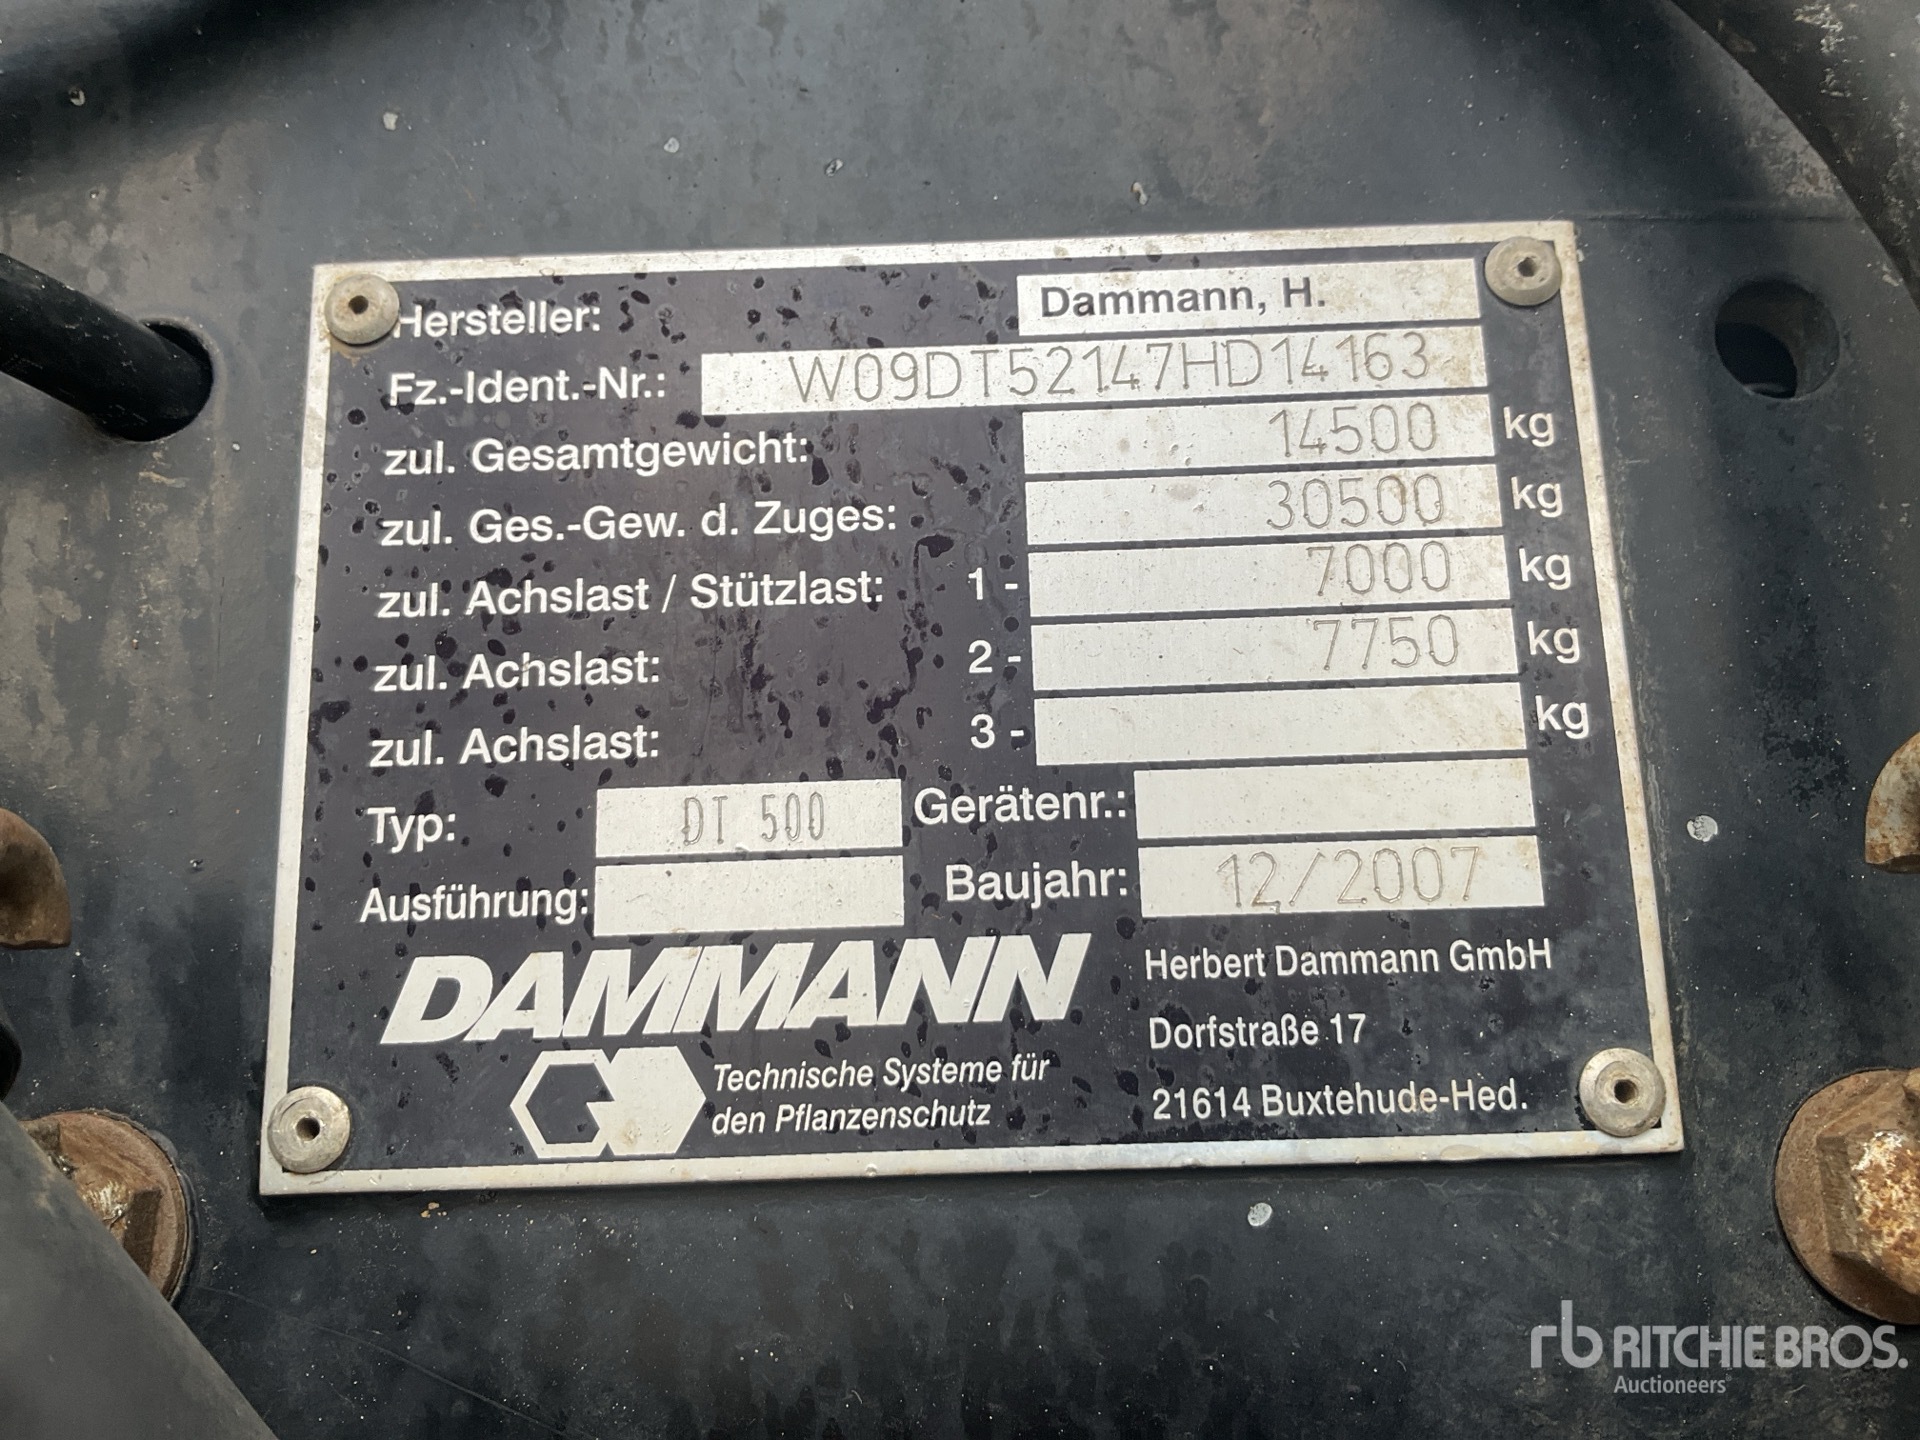 Hersteller: Dammann, H.
Fz.-Ident.-Nr.: W09DT52147HD14163
zul. Gesamtgewicht: 14500 kg
zul. Ges.-Gew. d. Zuges: 30500 kg
zul. Achslast / Stützlast: 1 - 7000 kg
zul. Achslast: 2 - 7750 kg
zul. Achslast: 3 - kg
Typ: DT 500 Gerätenr.:
Ausführung: Baujahr: 12/2007
DAMMANN
Technische Systeme für
den Pflanzenschutz
Herbert Dammann GmbH
Dorfstraße 17
21614 Buxtehude-Hed.
rb RITCHIE BROS.
Auctioneers